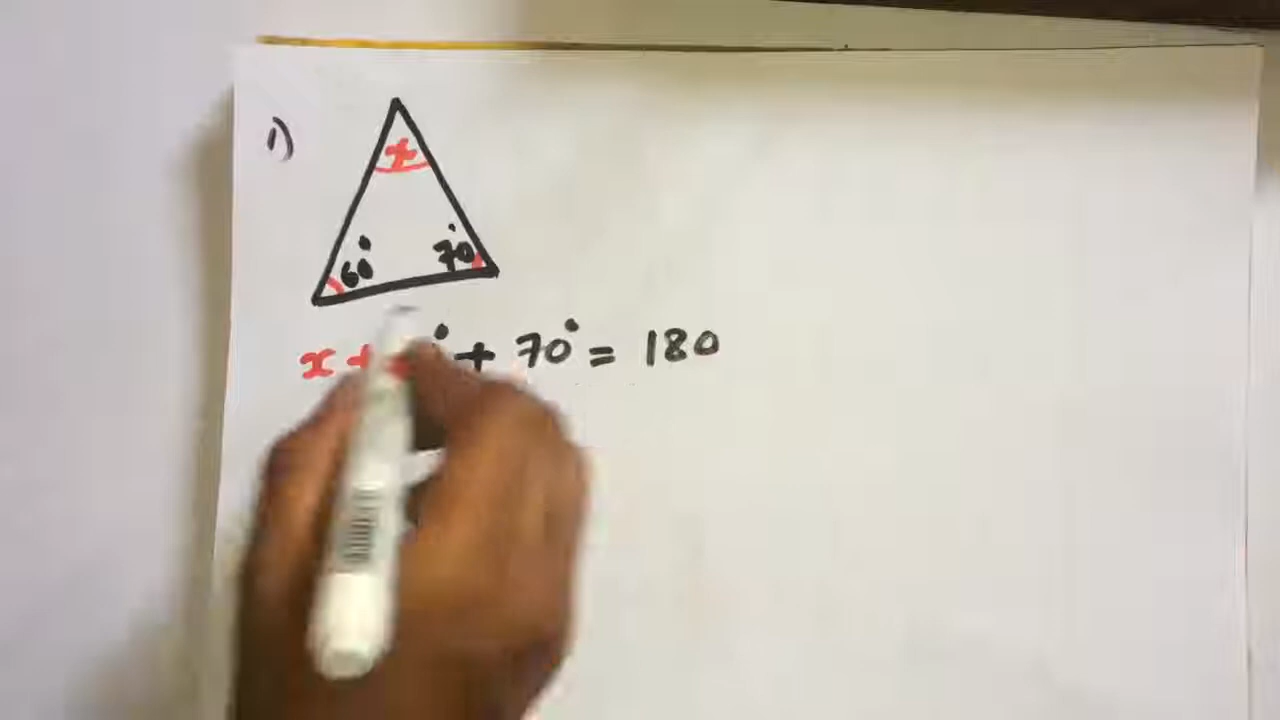 1)
x
60°
70°
x + ° + 70° = 180